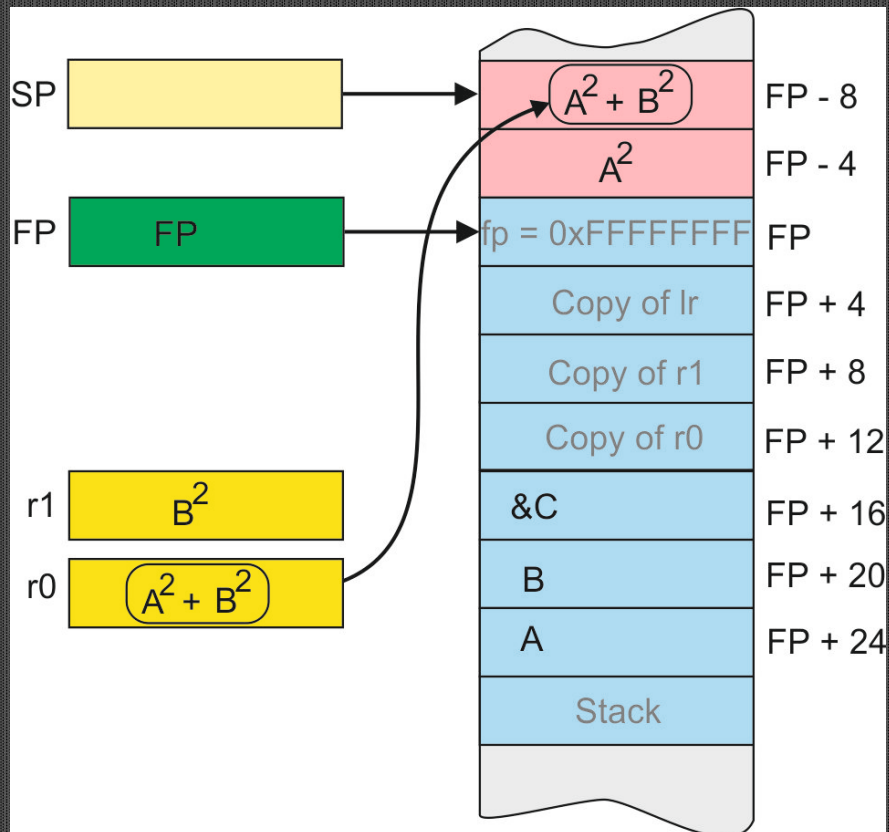 SP
A² + B²
FP - 8
A²
FP - 4
FP
FP
fp = 0xFFFFFFFF
FP
Copy of lr
FP + 4
Copy of r1
FP + 8
Copy of r0
FP + 12
r1
B²
&C
FP + 16
r0
A² + B²
B
FP + 20
A
FP + 24
Stack